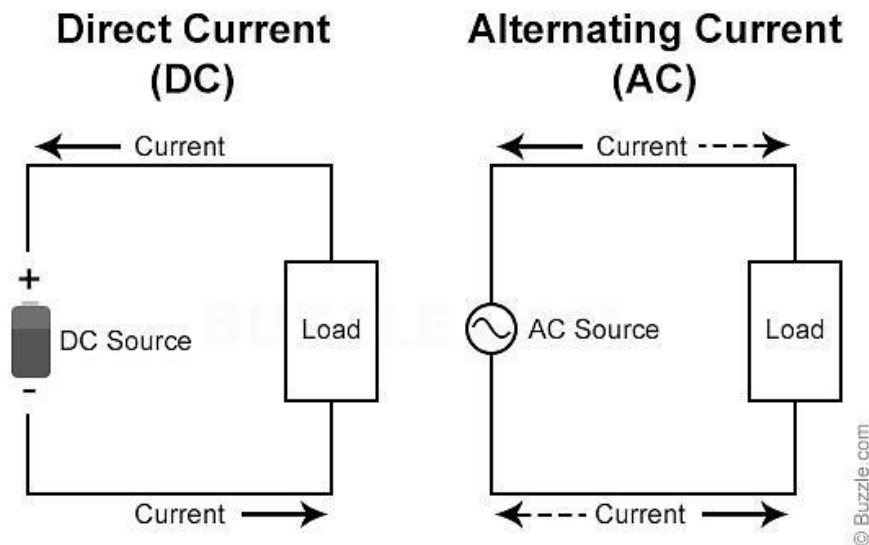 Direct Current
(DC)
Current
+
DC Source
-
Load
Current
Alternating Current
(AC)
Current
AC Source
Load
Current
© Buzzle.com